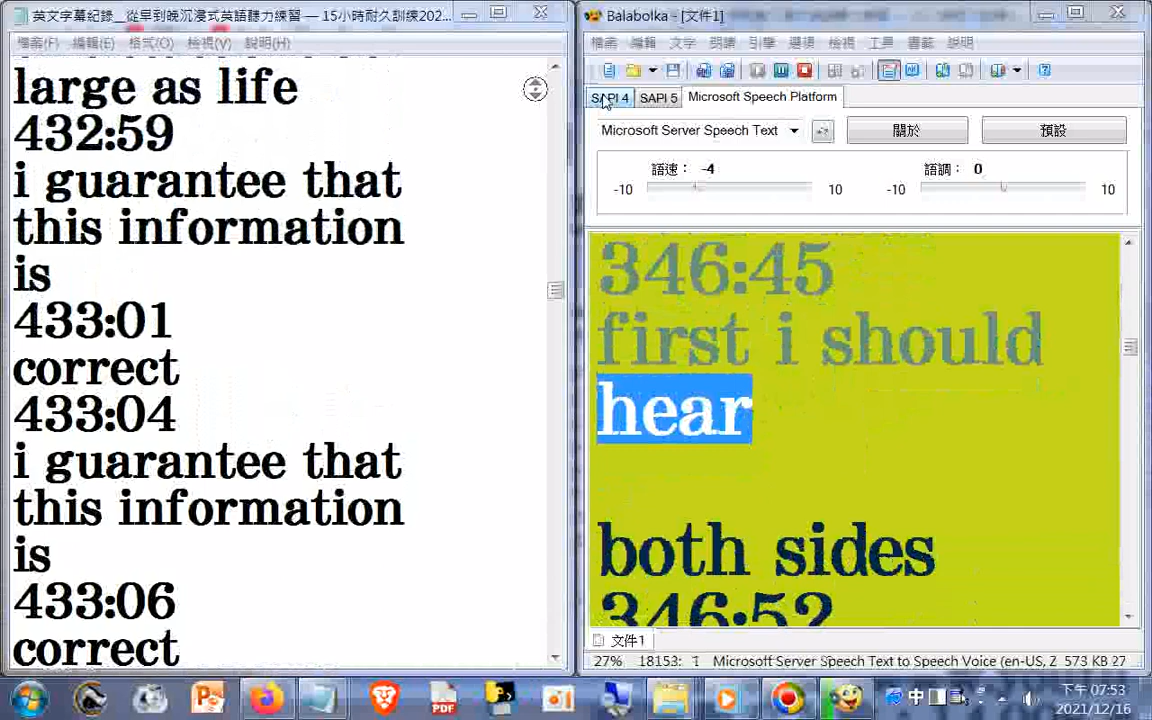 英文字幕紀錄__從早到晚沉浸式英語聽力練習 — 15小時耐久訓練202...
檔案(F) 編輯(E) 格式(O) 檢視(V) 說明(H)
large as life
432:59
i guarantee that
this information
is
433:01
correct
433:04
i guarantee that
this information
is
433:06
correct
Balabolka - [文件1]
檔案 編輯 文字 朗讀 引擎 選項 檢視 工具 書籤 說明
SAPI 4 SAPI 5 Microsoft Speech Platform
Microsoft Server Speech Text 關於 預設
語速： -4 語調： 0
-10 10 -10 10
346:45
first i should
hear
both sides
346:52
文件1
27% 18153: 1 Microsoft Server Speech Text to Speech Voice (en-US, Z 573 KB 27
PDF
中
下午 07:53
2021/12/16